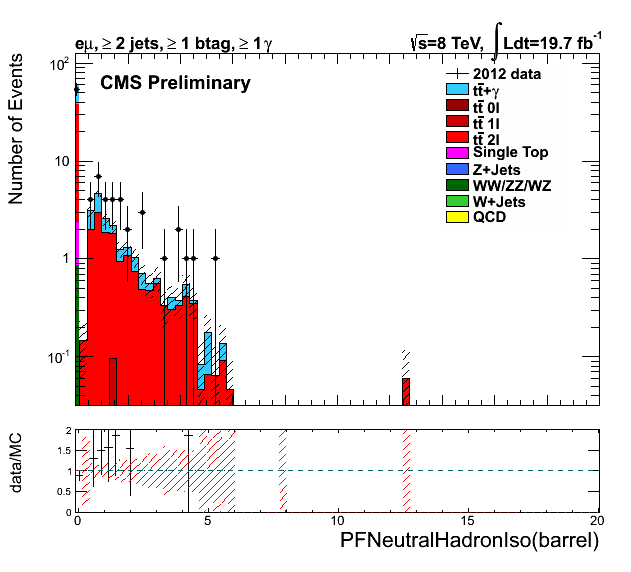 eμ, ≥ 2 jets, ≥ 1 btag, ≥ 1γ
√s=8 TeV, ∫Ldt=19.7 fb⁻¹
CMS Preliminary
Number of Events
10²
10
1
10⁻¹
2012 data
tt̄+γ
tt̄ 0l
tt̄ 1l
tt̄ 2l
Single Top
Z+Jets
WW/ZZ/WZ
W+Jets
QCD
data/MC
2
1.5
1
0.5
0
0 5 10 15 20
PFNeutralHadronIso(barrel)